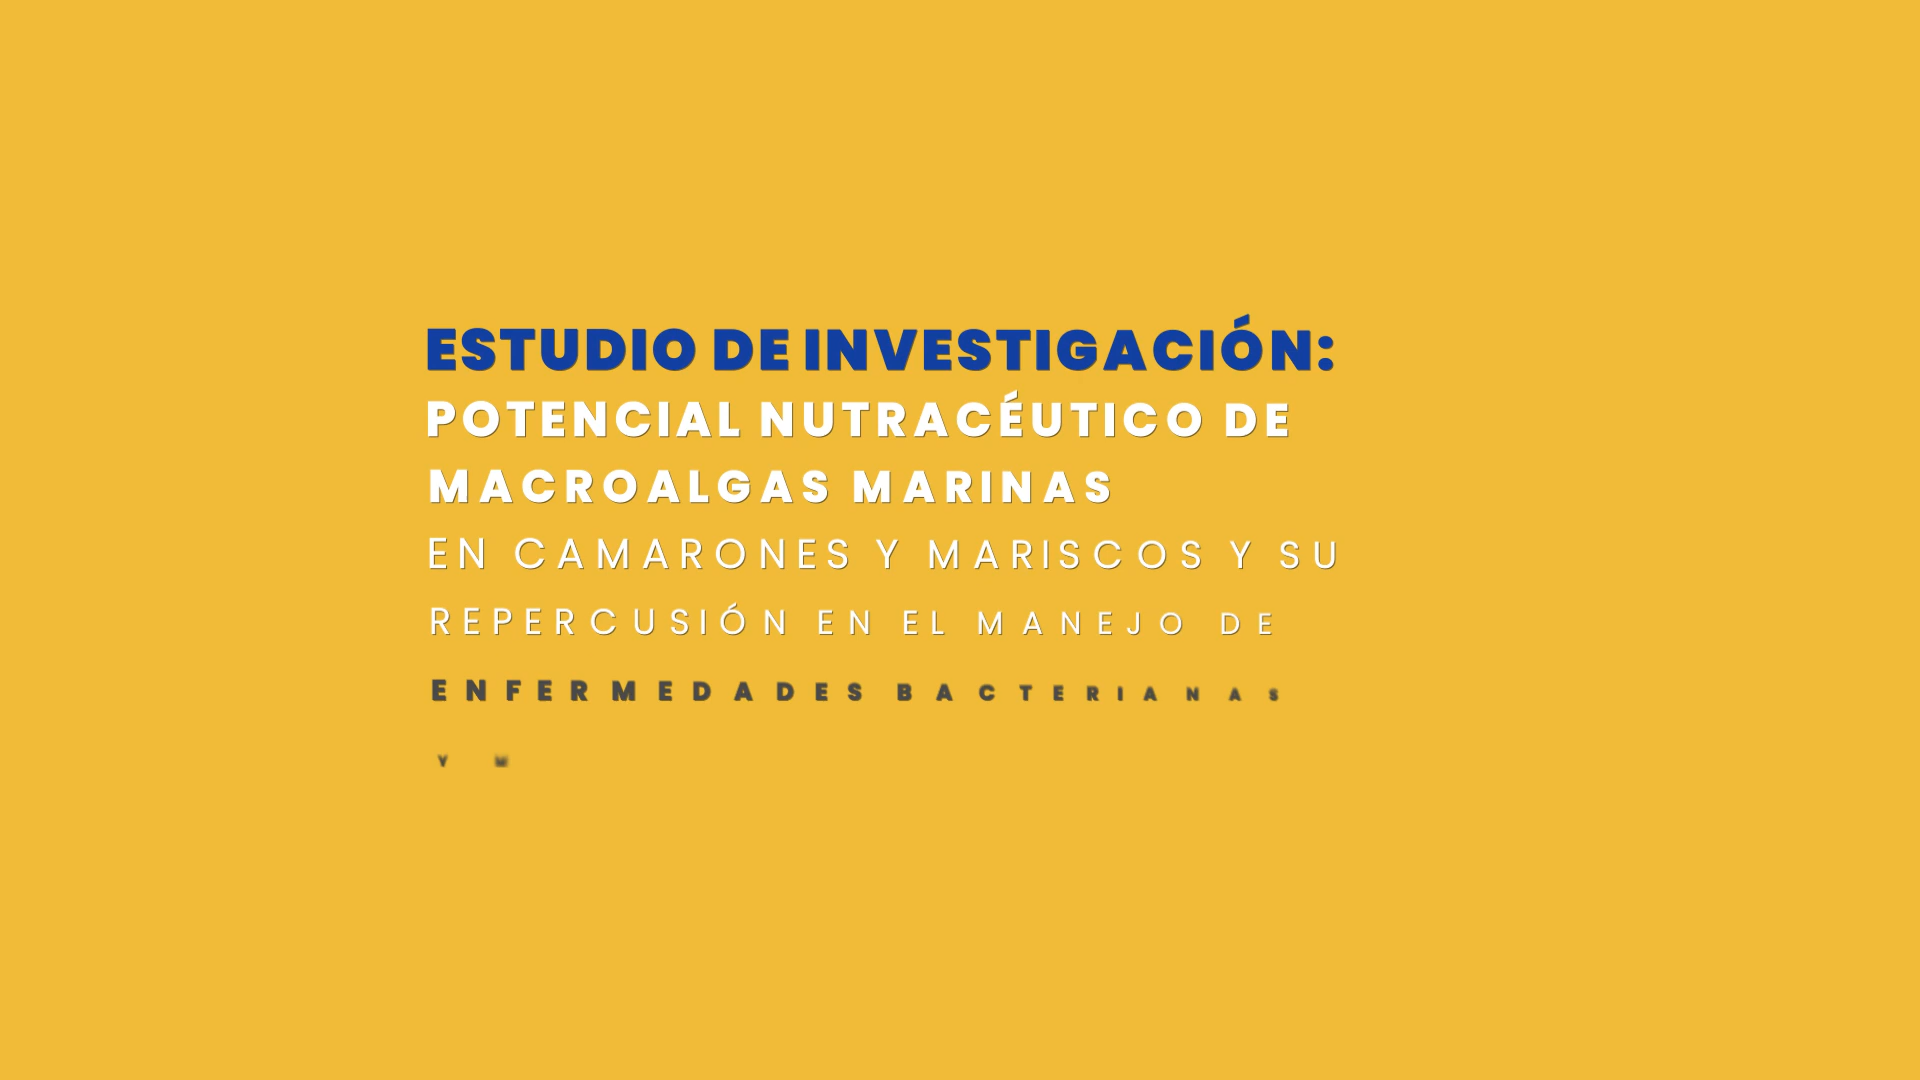 ESTUDIO DE INVESTIGACIÓN:
POTENCIAL NUTRACÉUTICO DE
MACROALGAS MARINAS
EN CAMARONES Y MARISCOS Y SU
REPERCUSIÓN EN EL MANEJO DE
ENFERMEDADES BACTERIANAS
Y M